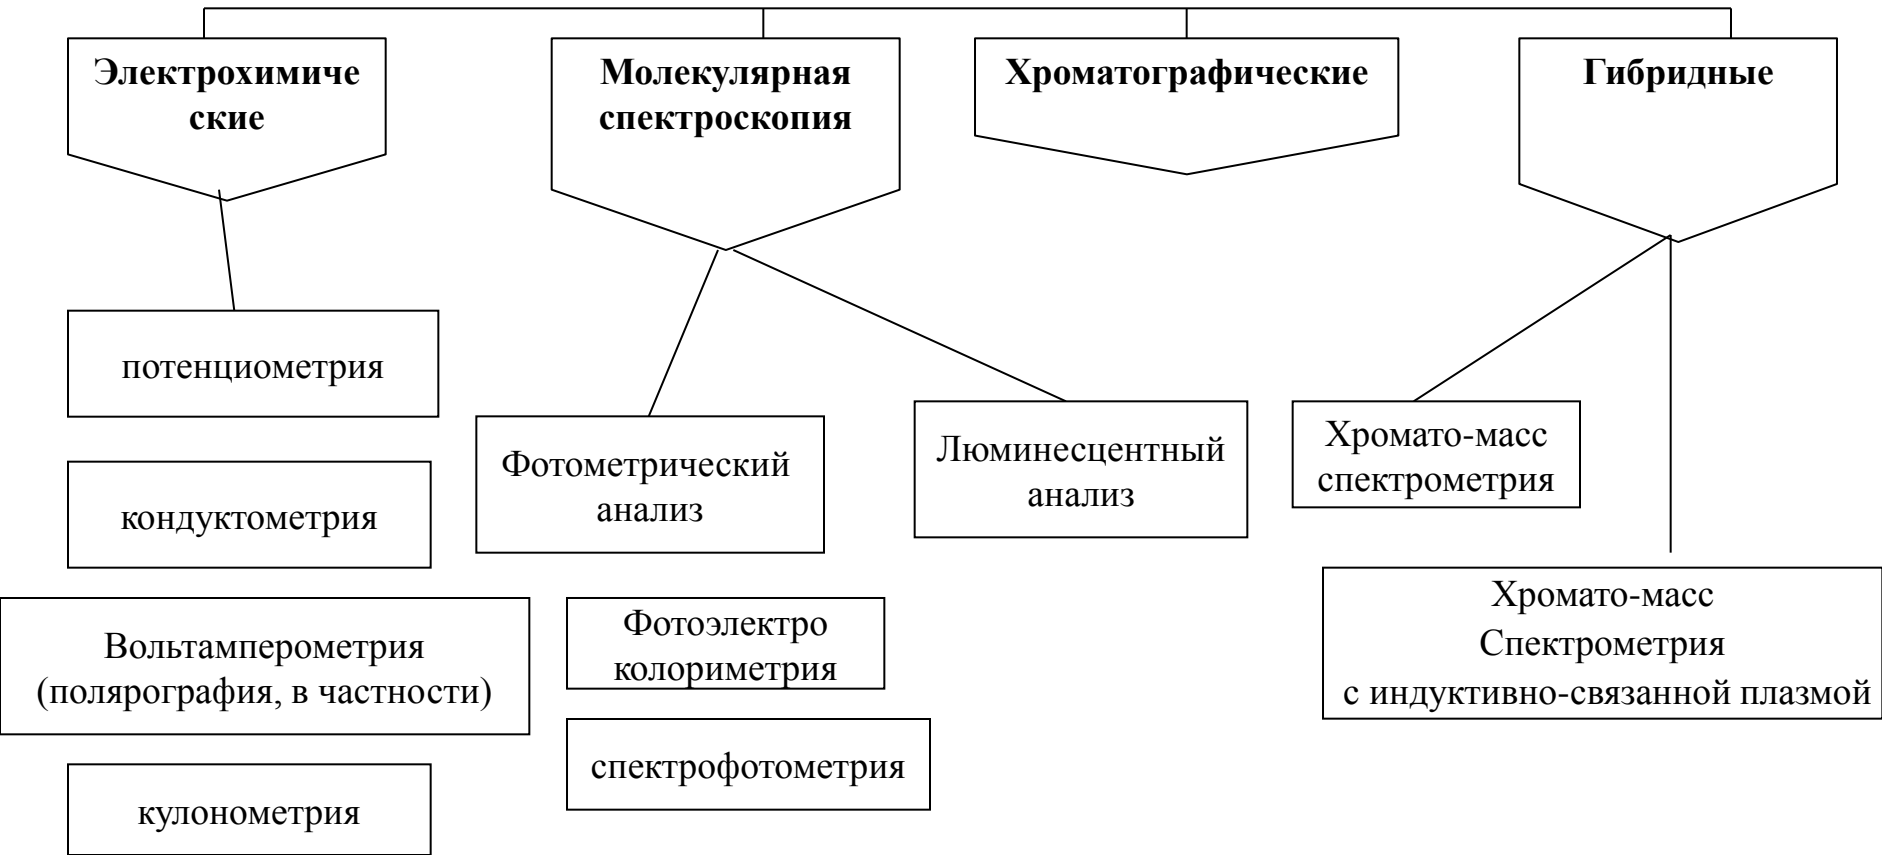 Электрохимиче
ские
Молекулярная
спектроскопия
Хроматографические
Гибридные
потенциометрия
кондуктометрия
Вольтамперометрия
(полярография, в частности)
кулонометрия
Фотометрический
анализ
Фотоэлектро
колориметрия
спектрофотометрия
Люминесцентный
анализ
Хромато-масс
спектрометрия
Хромато-масс
Спектрометрия
с индуктивно-связанной плазмой